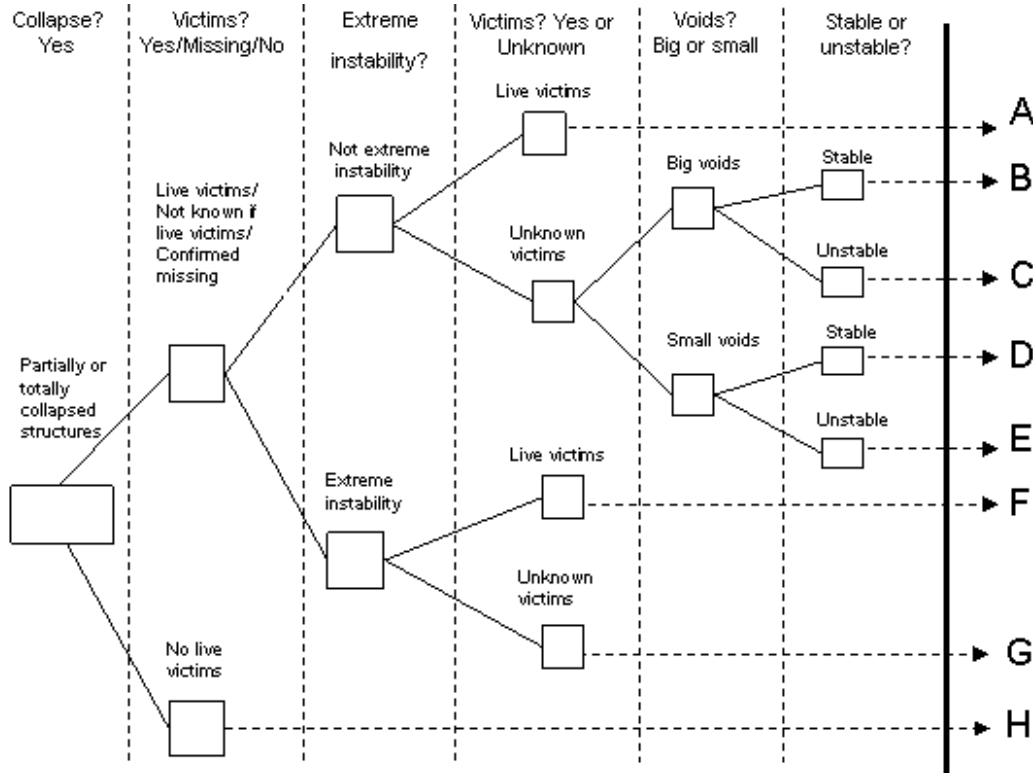 Collapse?
Yes
Victims?
Yes/Missing/No
Extreme
instability?
Victims? Yes or
Unknown
Voids?
Big or small
Stable or
unstable?
Live victims
A
Not extreme
instability
Big voids
Stable
B
Live victims/
Not known if
live victims/
Confirmed
missing
Unknown
victims
Unstable
C
Small voids
Stable
D
Partially or
totally
collapsed
structures
Unstable
E
Live victims
F
Extreme
instability
Unknown
victims
G
No live
victims
H